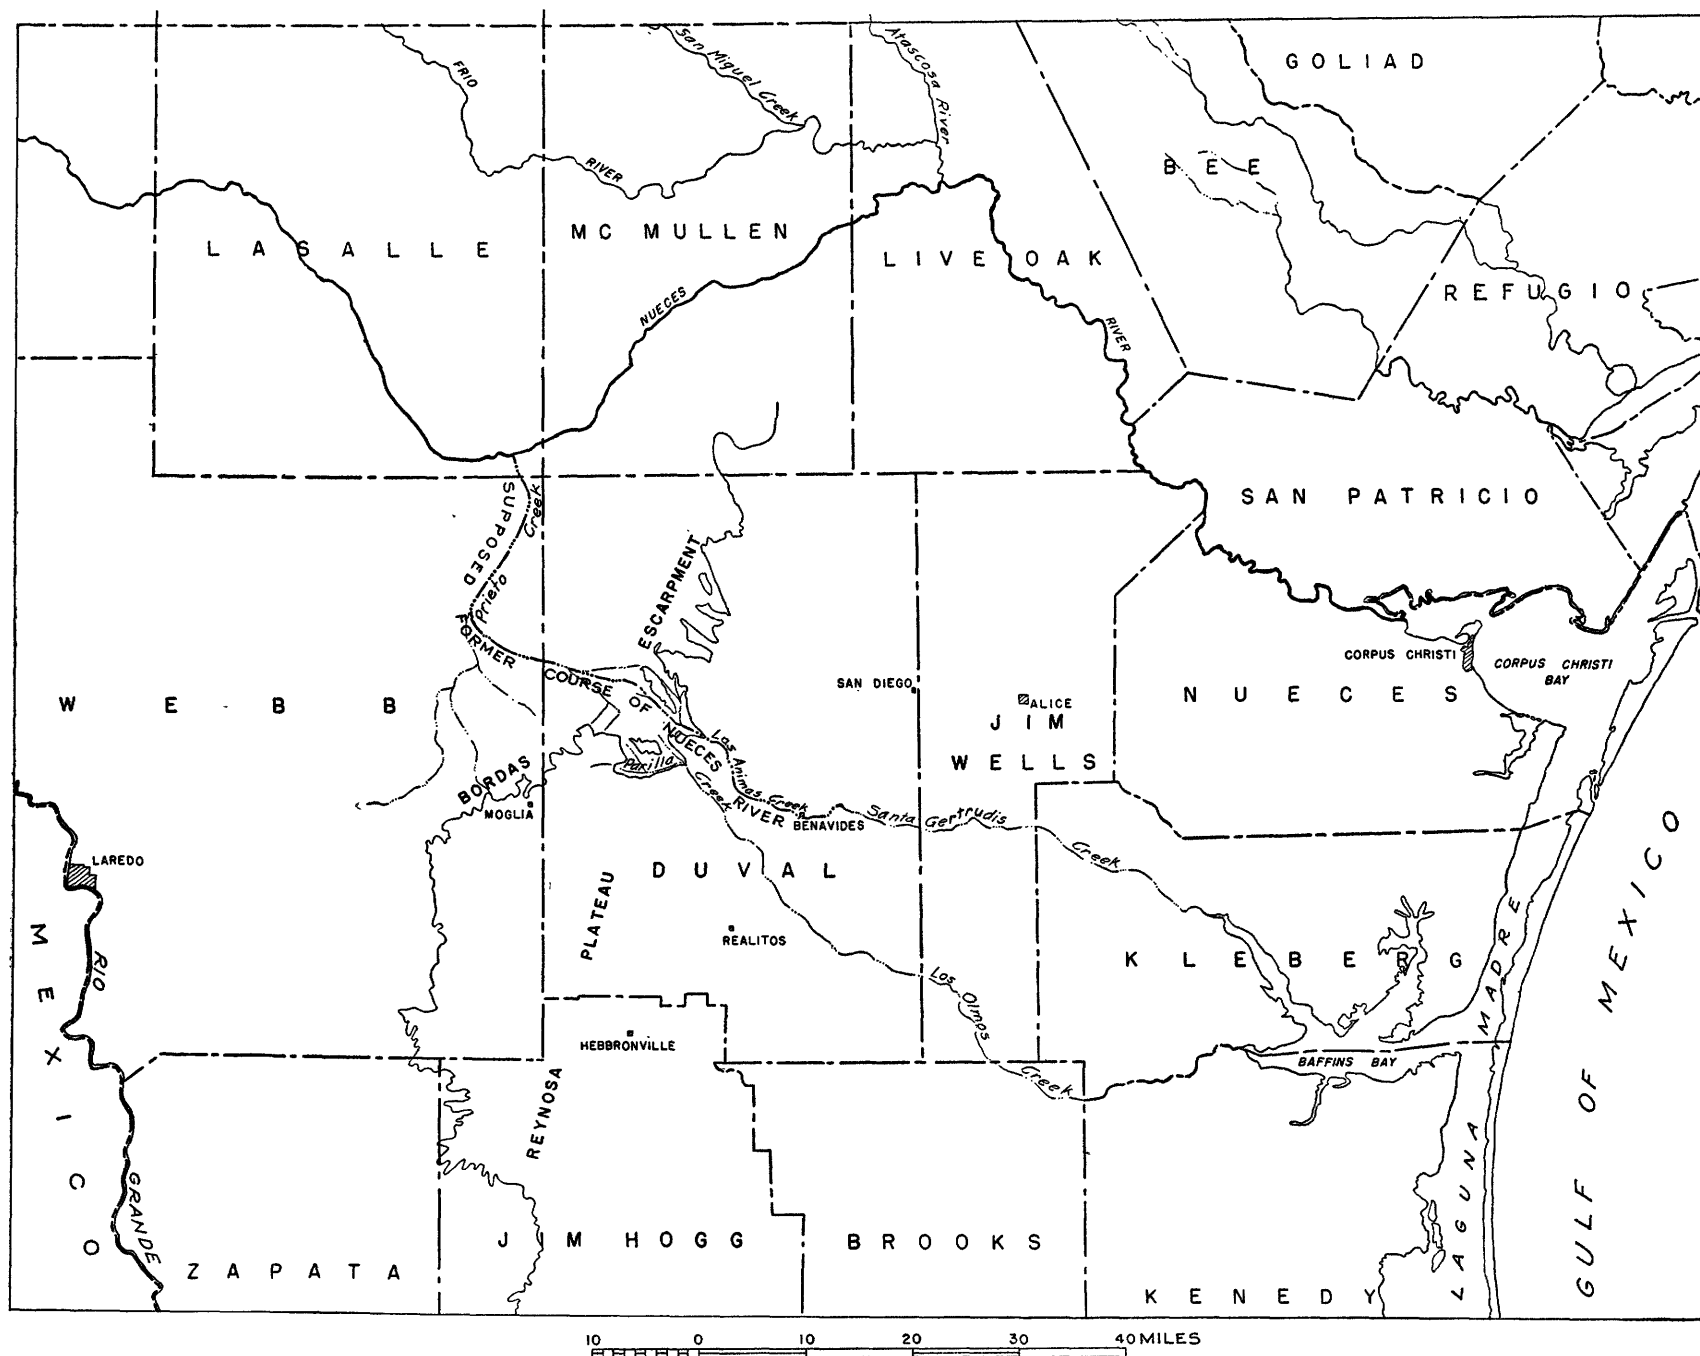 GOLIAD
FRIO
San Miguel Creek
Atascosa River
BEE
RIVER
LA SALLE
MC MULLEN
LIVE OAK
REFUGIO
NUECES
RIVER
SAN PATRICIO
SUPPOSED
Creek
Prieto
ESCARPMENT
FORMER
COURSE
OF
NUECES
RIVER
CORPUS CHRISTI
CORPUS CHRISTI
BAY
SAN DIEGO
ALICE
NUECES
WEBB
JIM
WELLS
Las Animas Creek
Parilla
Creek
BORDAS
MOGLIA
BENAVIDES
Santa Gertrudis
Creek
LAREDO
DUVAL
PLATEAU
REALITOS
MEXICO
RIO
GRANDE
KLEBERG
Los Olmos
Creek
LAGUNA MADRE
GULF OF MEXICO
HEBBRONVILLE
BAFFINS BAY
REYNOSA
ZAPATA
JIM HOGG
BROOKS
KENEDY
10 0 10 20 30 40 MILES